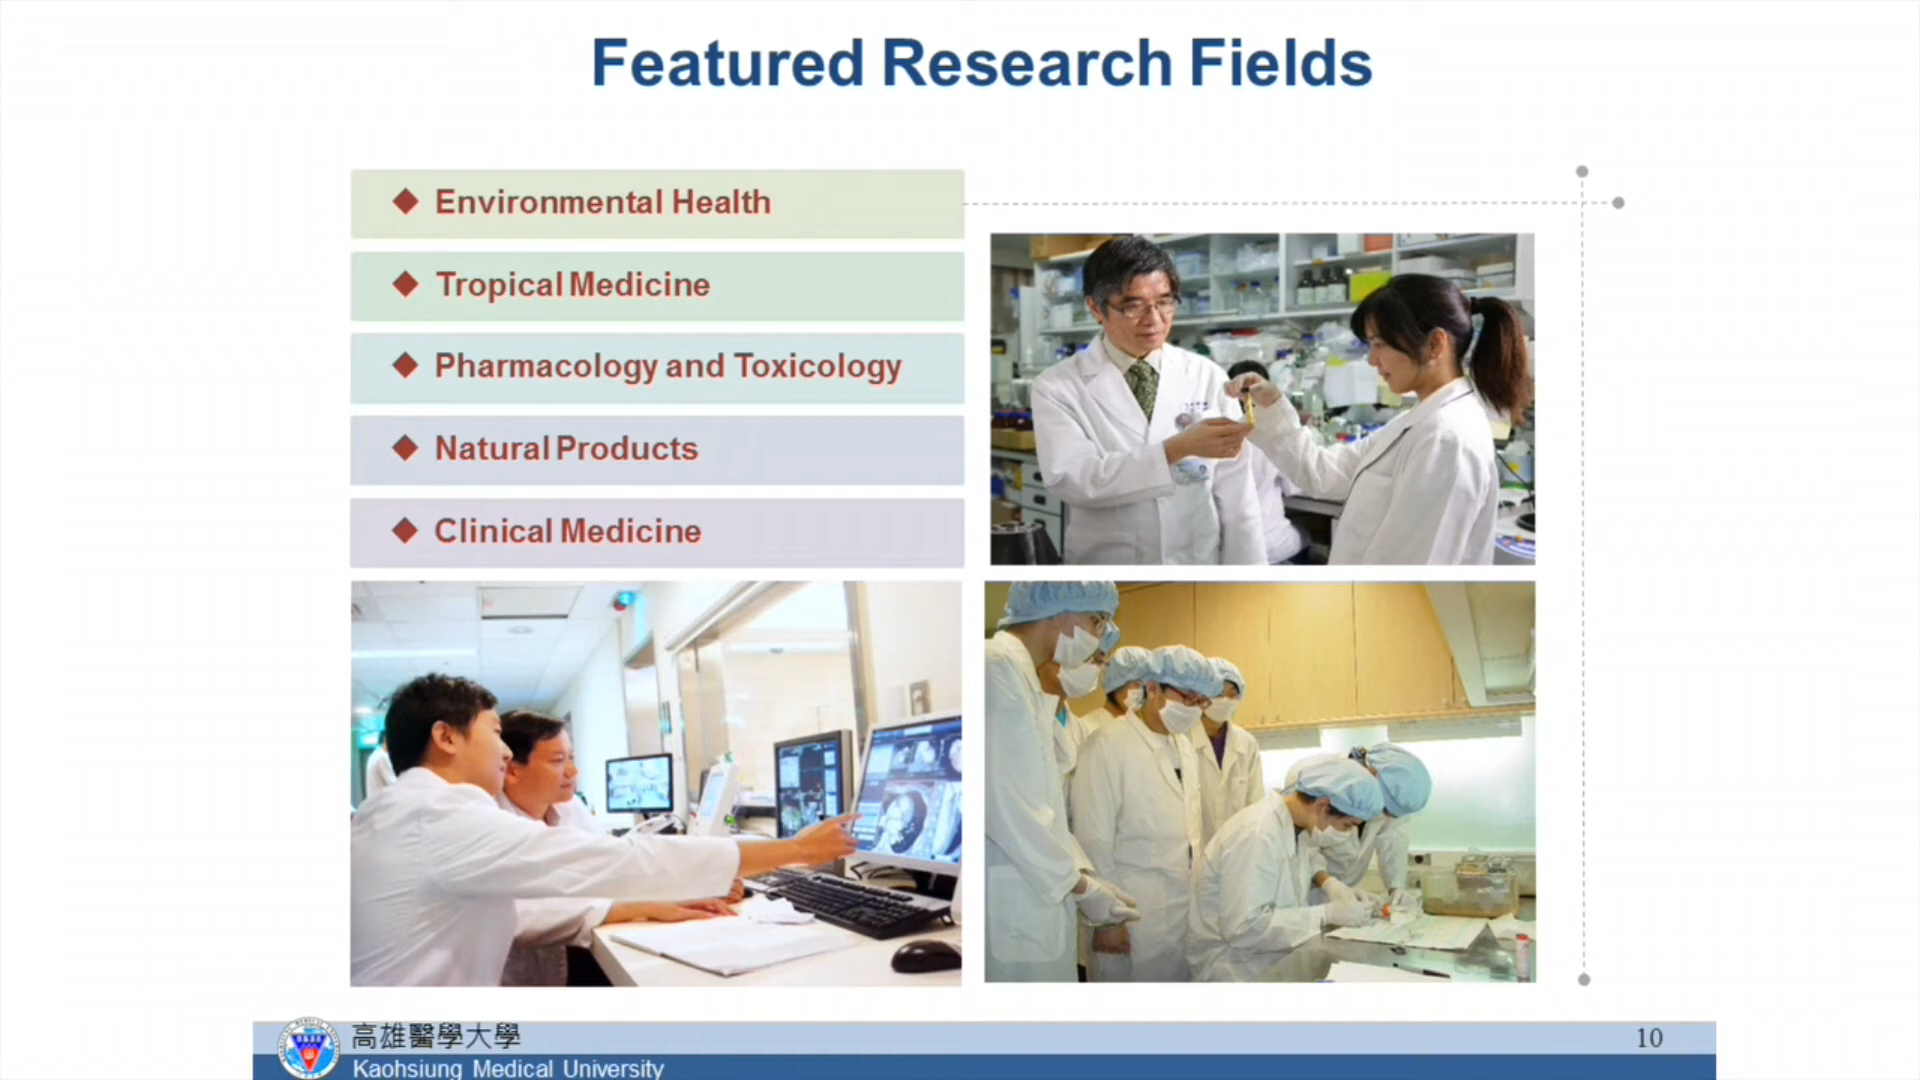 Featured Research Fields
◆ Environmental Health
◆ Tropical Medicine
◆ Pharmacology and Toxicology
◆ Natural Products
◆ Clinical Medicine
高雄醫學大學
Kaohsiung Medical University
10